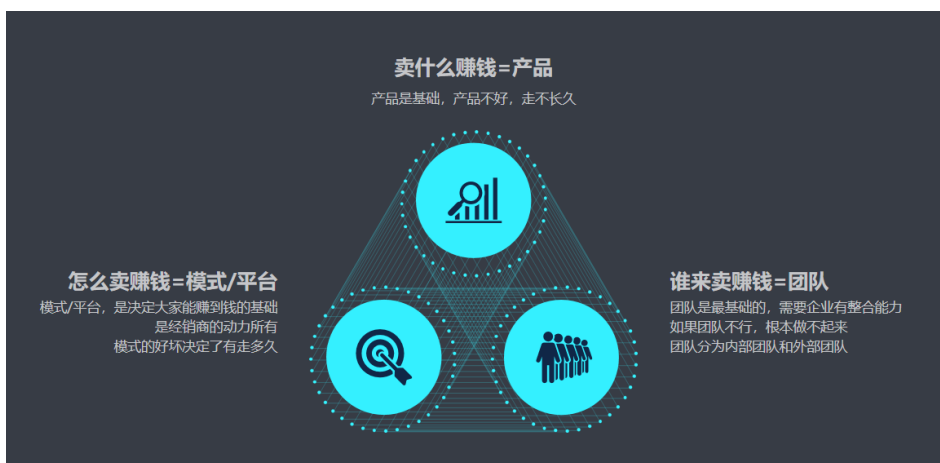 卖什么赚钱=产品
产品是基础，产品不好，走不长久
怎么卖赚钱=模式/平台
模式/平台，是决定大家能赚到钱的基础
是经销商的动力所有
模式的好坏决定了有走多久
谁来卖赚钱=团队
团队是最基础的，需要企业有整合能力
如果团队不行，根本做不起来
团队分为内部团队和外部团队